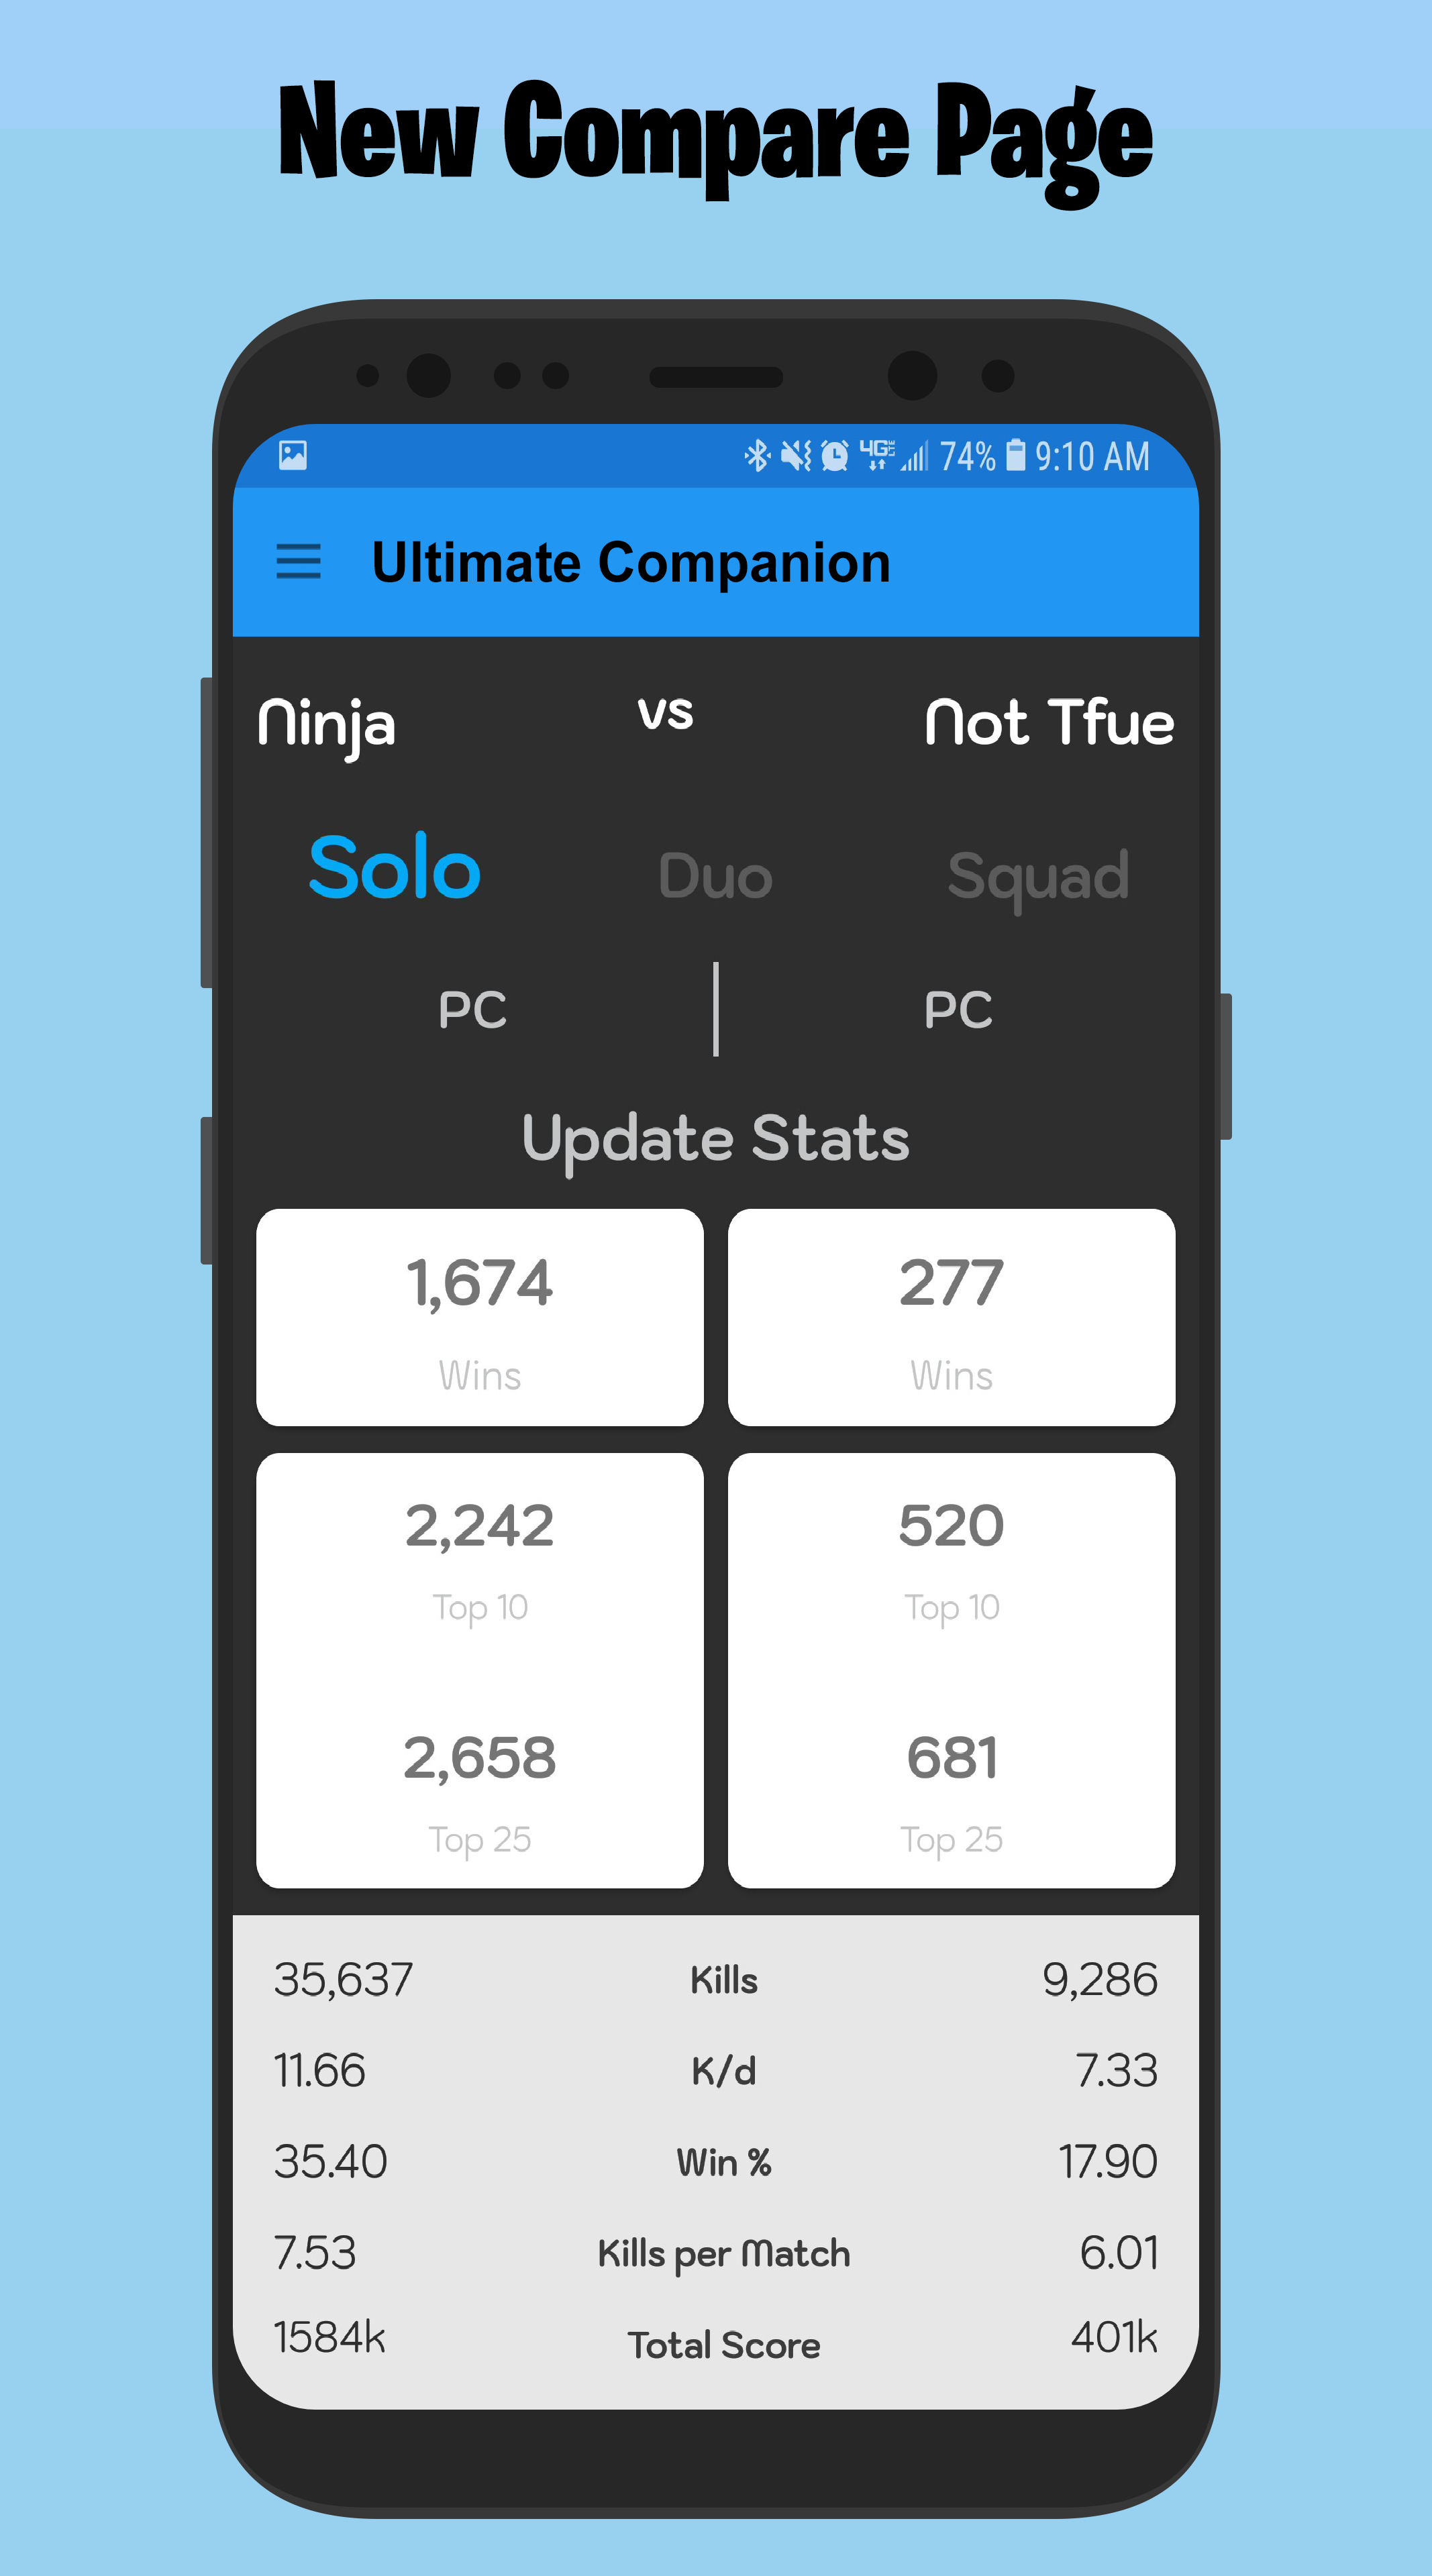 New Compare Page
4G LTE 74% 9:10 AM
Ultimate Companion
Ninja vs Not Tfue
Solo Duo Squad
PC PC
Update Stats
1,674 277
Wins Wins
2,242 520
Top 10 Top 10
2,658 681
Top 25 Top 25
35,637 Kills 9,286
11.66 K/d 7.33
35.40 Win % 17.90
7.53 Kills per Match 6.01
1584k Total Score 401k